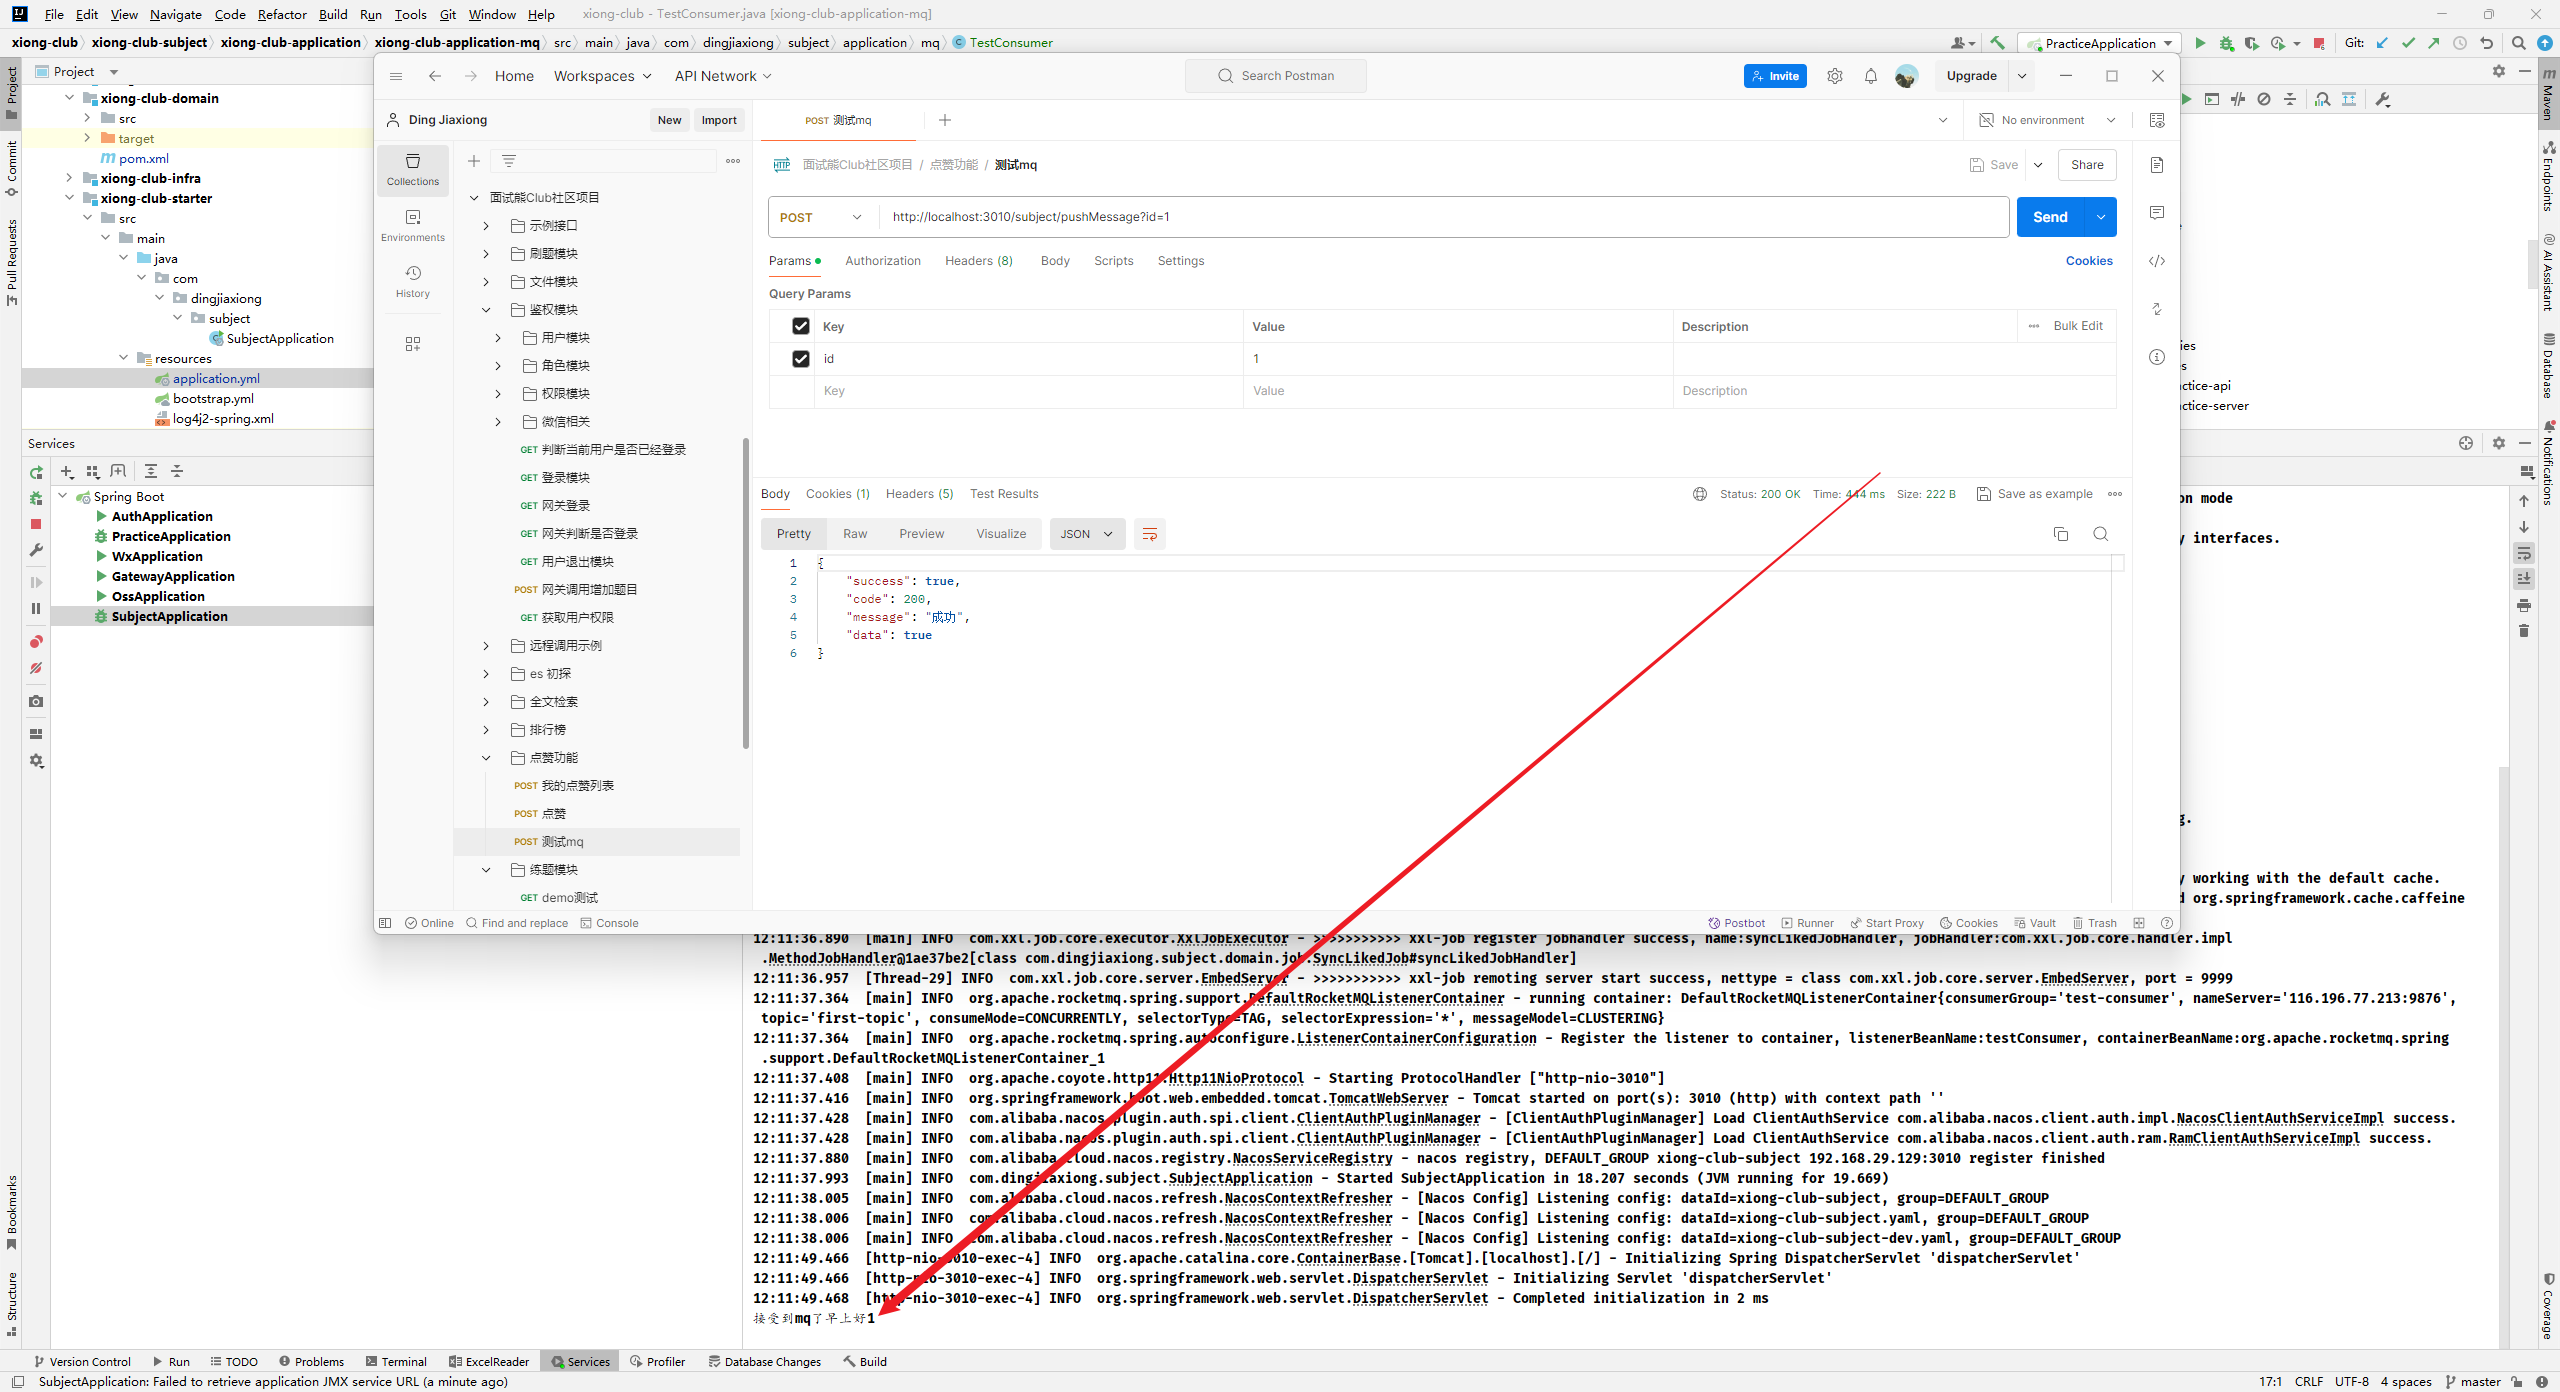 File Edit View Navigate Code Refactor Build Run Tools Git Window Help xiong-club - TestConsumer.java [xiong-club-application-mq]
xiong-club xiong-club-subject xiong-club-application xiong-club-application-mq src main java com dingjiaxiong subject application mq TestConsumer
PracticeApplication Git:
Project
xiong-club-domain
src
target
pom.xml
xiong-club-infra
xiong-club-starter
src
main
java
com
dingjiaxiong
subject
SubjectApplication
resources
application.yml
bootstrap.yml
log4j2-spring.xml
Services
Spring Boot
AuthApplication
PracticeApplication
WxApplication
GatewayApplication
OssApplication
SubjectApplication
Project
Commit
Pull Requests
Bookmarks
Structure
Home Workspaces API Network Search Postman Invite Upgrade
Ding Jiaxiong New Import
Collections
Environments
History
面试熊Club社区项目
示例接口
刷题模块
文件模块
鉴权模块
用户模块
角色模块
权限模块
微信相关
GET 判断当前用户是否已经登录
GET 登录模块
GET 网关登录
GET 网关判断是否登录
GET 用户退出模块
POST 网关调用增加题目
GET 获取用户权限
远程调用示例
es 初探
全文检索
排行榜
点赞功能
POST 我的点赞列表
POST 点赞
POST 测试mq
练题模块
GET demo测试
POST 测试mq No environment
HTTP 面试熊Club社区项目 / 点赞功能 / 测试mq Save Share
POST http://localhost:3010/subject/pushMessage?id=1 Send
Params Authorization Headers (8) Body Scripts Settings Cookies
Query Params
Key Value Description Bulk Edit
id 1
Key Value Description
Body Cookies (1) Headers (5) Test Results Status: 200 OK Time: 444 ms Size: 222 B Save as example
Pretty Raw Preview Visualize JSON
1 {
2 "success": true,
3 "code": 200,
4 "message": "成功",
5 "data": true
6 }
Online Find and replace Console Postbot Runner Start Proxy Cookies Vault Trash
ies
s
ctice-api
ctice-server
on mode
y interfaces.
g.
y working with the default cache.
d org.springframework.cache.caffeine
12:11:36.890 [main] INFO com.xxl.job.core.executor.XxlJobExecutor - >>>>>>>>>>> xxl-job register jobhandler success, name:syncLikedJobHandler, jobHandler:com.xxl.job.core.handler.impl
.MethodJobHandler@1ae37be2[class com.dingjiaxiong.subject.domain.job.SyncLikedJob#syncLikedJobHandler]
12:11:36.957 [Thread-29] INFO com.xxl.job.core.server.EmbedServer - >>>>>>>>>>> xxl-job remoting server start success, nettype = class com.xxl.job.core.server.EmbedServer, port = 9999
12:11:37.364 [main] INFO org.apache.rocketmq.spring.support.DefaultRocketMQListenerContainer - running container: DefaultRocketMQListenerContainer{consumerGroup='test-consumer', nameServer='116.196.77.213:9876',
topic='first-topic', consumeMode=CONCURRENTLY, selectorType=TAG, selectorExpression='*', messageModel=CLUSTERING}
12:11:37.364 [main] INFO org.apache.rocketmq.spring.autoconfigure.ListenerContainerConfiguration - Register the listener to container, listenerBeanName:testConsumer, containerBeanName:org.apache.rocketmq.spring
.support.DefaultRocketMQListenerContainer_1
12:11:37.408 [main] INFO org.apache.coyote.http11.Http11NioProtocol - Starting ProtocolHandler ["http-nio-3010"]
12:11:37.416 [main] INFO org.springframework.boot.web.embedded.tomcat.TomcatWebServer - Tomcat started on port(s): 3010 (http) with context path ''
12:11:37.428 [main] INFO com.alibaba.nacos.plugin.auth.spi.client.ClientAuthPluginManager - [ClientAuthPluginManager] Load ClientAuthService com.alibaba.nacos.client.auth.impl.NacosClientAuthServiceImpl success.
12:11:37.428 [main] INFO com.alibaba.nacos.plugin.auth.spi.client.ClientAuthPluginManager - [ClientAuthPluginManager] Load ClientAuthService com.alibaba.nacos.client.auth.ram.RamClientAuthServiceImpl success.
12:11:37.880 [main] INFO com.alibaba.cloud.nacos.registry.NacosServiceRegistry - nacos registry, DEFAULT_GROUP xiong-club-subject 192.168.29.129:3010 register finished
12:11:37.993 [main] INFO com.dingjiaxiong.subject.SubjectApplication - Started SubjectApplication in 18.207 seconds (JVM running for 19.669)
12:11:38.005 [main] INFO com.alibaba.cloud.nacos.refresh.NacosContextRefresher - [Nacos Config] Listening config: dataId=xiong-club-subject, group=DEFAULT_GROUP
12:11:38.006 [main] INFO com.alibaba.cloud.nacos.refresh.NacosContextRefresher - [Nacos Config] Listening config: dataId=xiong-club-subject.yaml, group=DEFAULT_GROUP
12:11:38.006 [main] INFO com.alibaba.cloud.nacos.refresh.NacosContextRefresher - [Nacos Config] Listening config: dataId=xiong-club-subject-dev.yaml, group=DEFAULT_GROUP
12:11:49.466 [http-nio-3010-exec-4] INFO org.apache.catalina.core.ContainerBase.[Tomcat].[localhost].[/] - Initializing Spring DispatcherServlet 'dispatcherServlet'
12:11:49.466 [http-nio-3010-exec-4] INFO org.springframework.web.servlet.DispatcherServlet - Initializing Servlet 'dispatcherServlet'
12:11:49.468 [http-nio-3010-exec-4] INFO org.springframework.web.servlet.DispatcherServlet - Completed initialization in 2 ms
接受到mq了早上好1
Maven
Endpoints
AI Assistant
Database
Notifications
Coverage
Version Control Run TODO Problems Terminal ExcelReader Services Profiler Database Changes Build
SubjectApplication: Failed to retrieve application JMX service URL (a minute ago) 17:1 CRLF UTF-8 4 spaces master